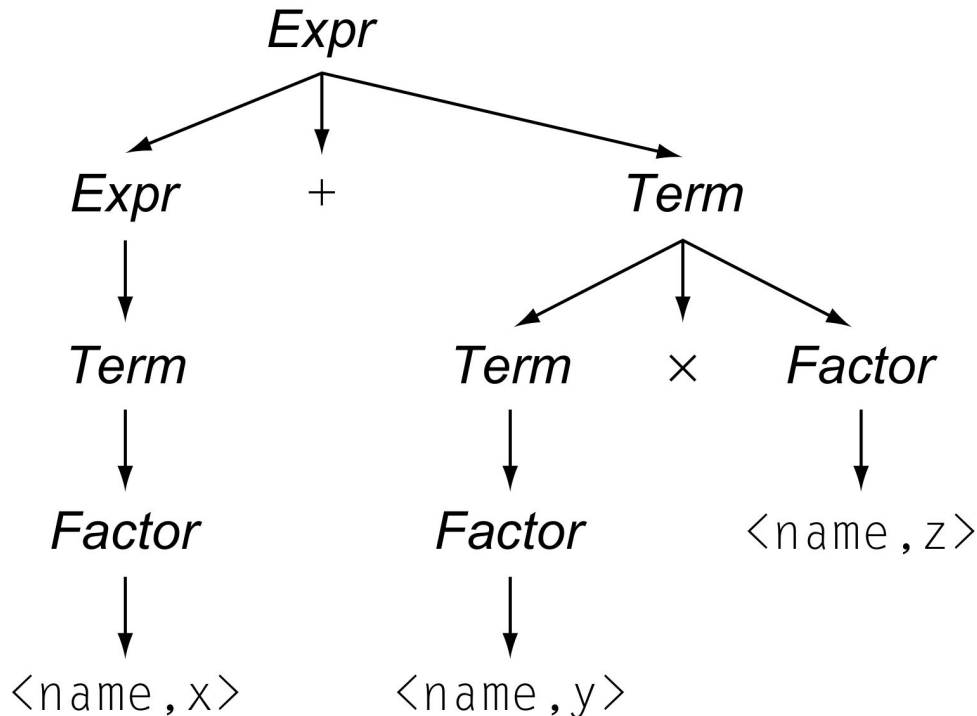 Expr
Expr + Term
Term Term × Factor
Factor Factor <name,z>
<name,x> <name,y>